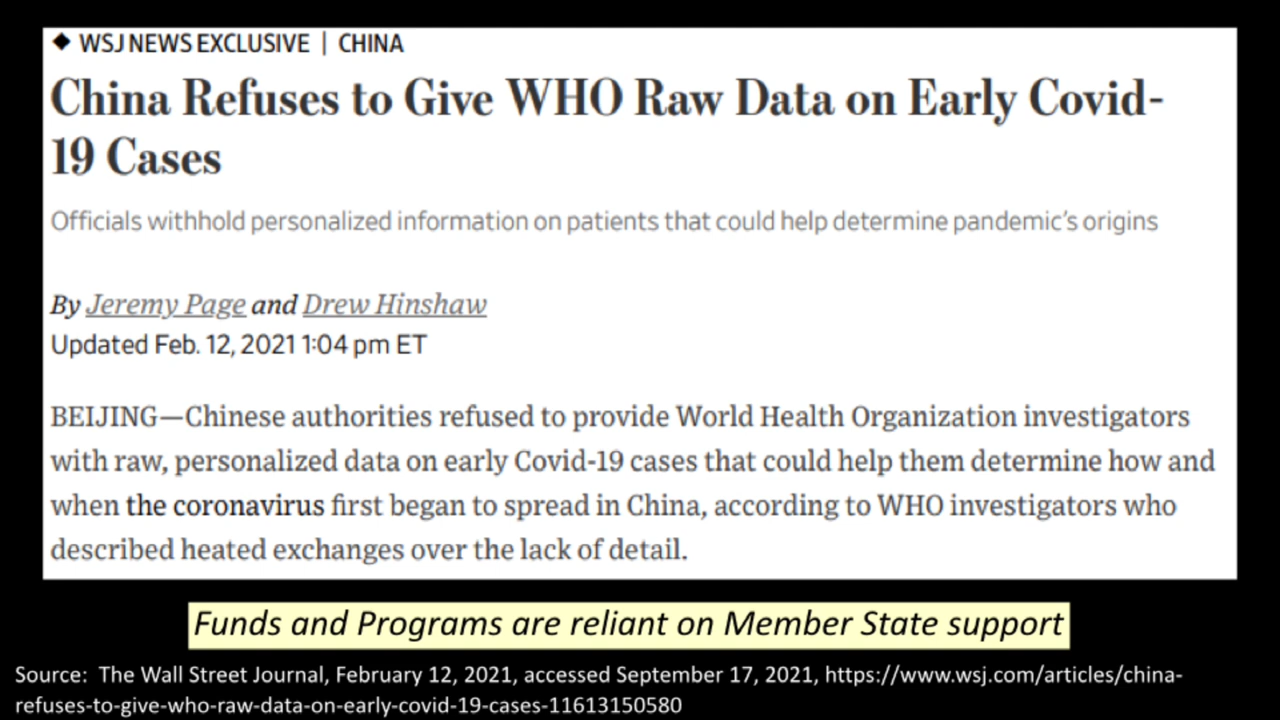 ◆ WSJ NEWS EXCLUSIVE | CHINA
China Refuses to Give WHO Raw Data on Early Covid-
19 Cases
Officials withhold personalized information on patients that could help determine pandemic’s origins
By Jeremy Page and Drew Hinshaw
Updated Feb. 12, 2021 1:04 pm ET
BEIJING—Chinese authorities refused to provide World Health Organization investigators
with raw, personalized data on early Covid-19 cases that could help them determine how and
when the coronavirus first began to spread in China, according to WHO investigators who
described heated exchanges over the lack of detail.
Funds and Programs are reliant on Member State support
Source:  The Wall Street Journal, February 12, 2021, accessed September 17, 2021, https://www.wsj.com/articles/china-
refuses-to-give-who-raw-data-on-early-covid-19-cases-11613150580